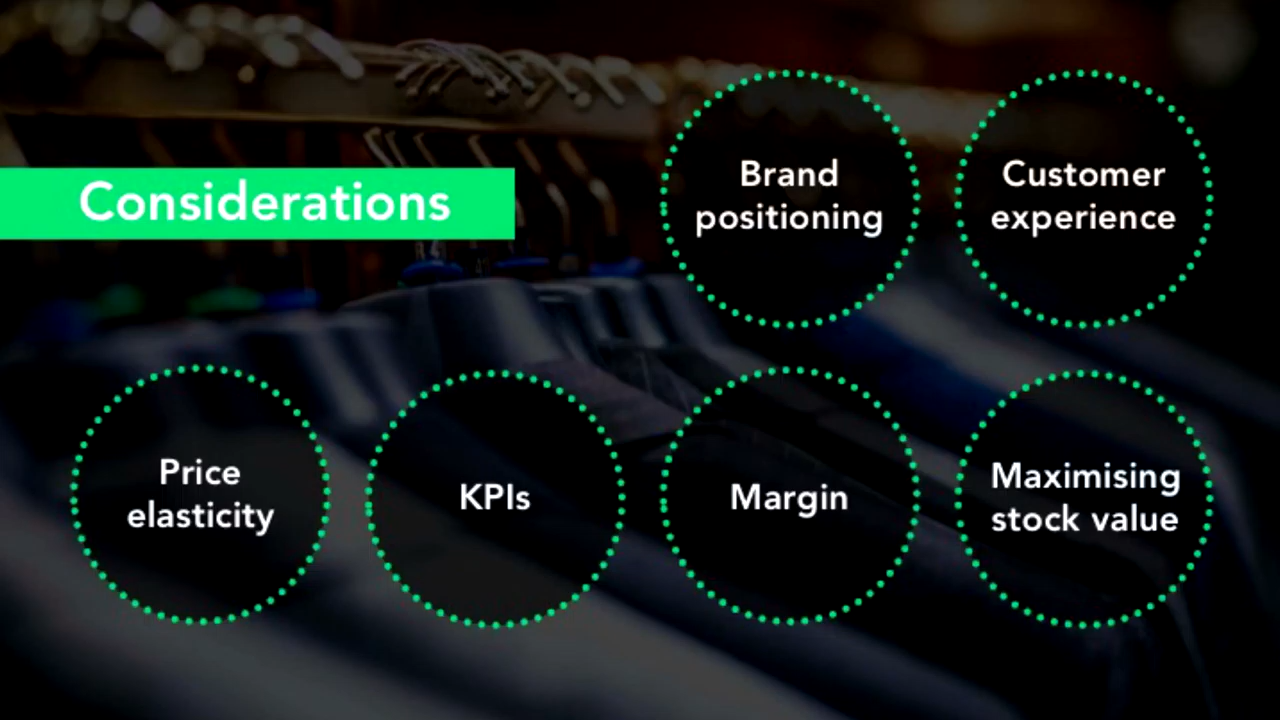 Considerations
Brand
positioning
Customer
experience
Price
elasticity
KPIs
Margin
Maximising
stock value